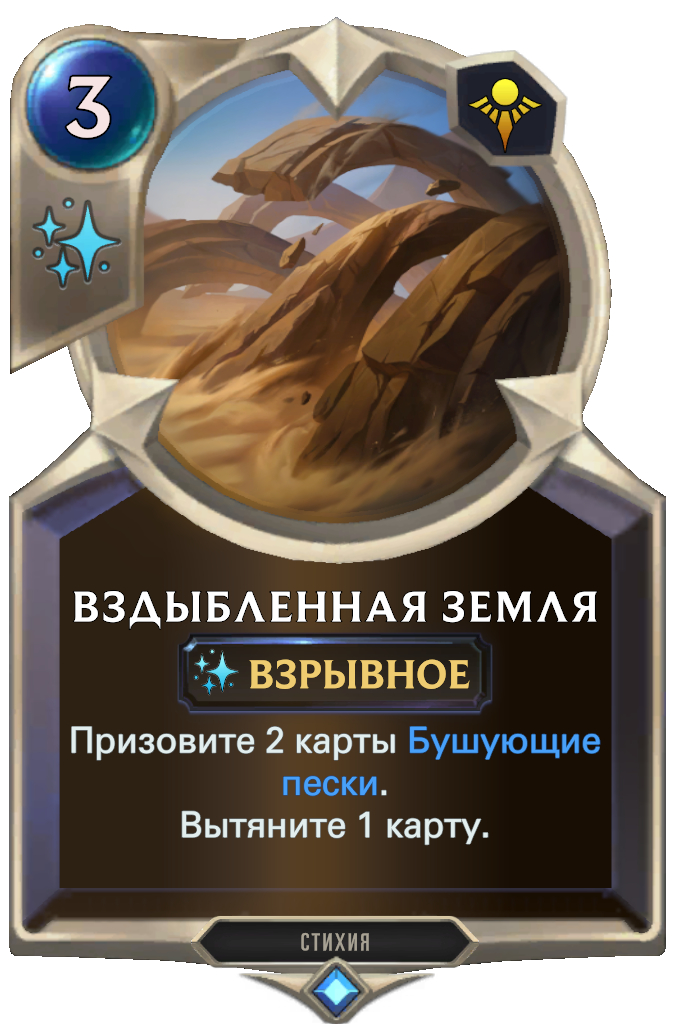 3
ВЗДЫБЛЕННАЯ ЗЕМЛЯ
ВЗРЫВНОЕ
Призовите 2 карты Бушующие
пески.
Вытяните 1 карту.
СТИХИЯ